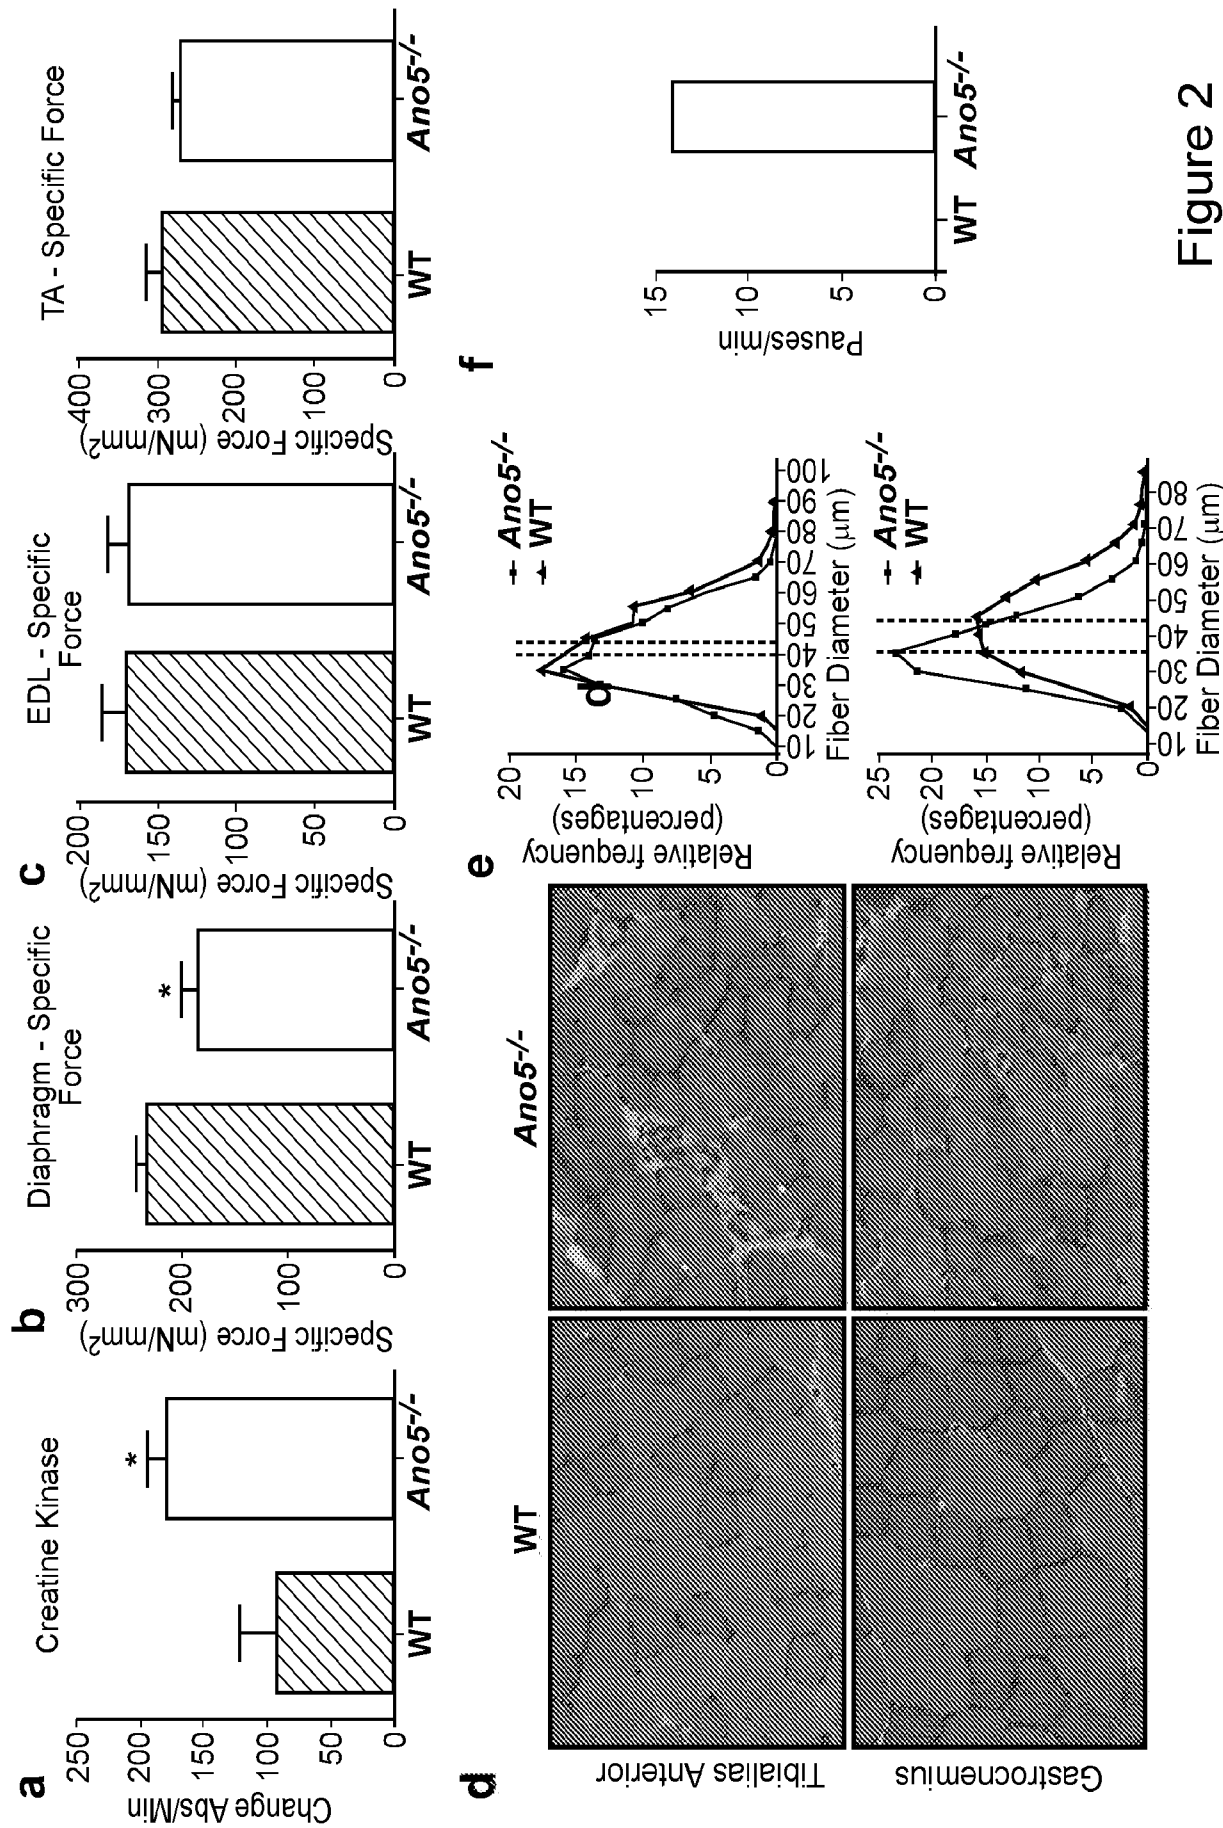 a
Creatine Kinase
Change Abs/Min
250
200
150
100
50
0
*
WT
Ano5-/-
b
Diaphragm - Specific
Force
Specific Force (mN/mm2)
300
200
100
0
*
WT
Ano5-/-
c
EDL - Specific
Force
Specific Force (mN/mm2)
200
150
100
50
0
WT
Ano5-/-
TA - Specific Force
Specific Force (mN/mm2)
400
300
200
100
0
WT
Ano5-/-
d
WT
Ano5-/-
Tibialias Anterior
Gastrocnemius
e
Relative frequency
(percentages)
20
15
10
5
0
Ano5-/-
WT
10
20
30
40
50
60
70
80
90
100
Fiber Diameter (μm)
Relative frequency
(percentages)
25
20
15
10
5
0
Ano5-/-
WT
10
20
30
40
50
60
70
80
Fiber Diameter (μm)
f
Pauses/min
15
10
5
0
WT
Ano5-/-
Figure 2